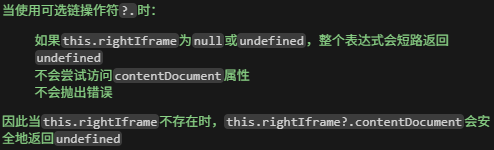 当使用可选链操作符?.时：
如果this.rightIframe为null或undefined，整个表达式会短路返回
undefined
不会尝试访问contentDocument属性
不会抛出错误
因此当this.rightIframe不存在时，this.rightIframe?.contentDocument会安
全地返回undefined